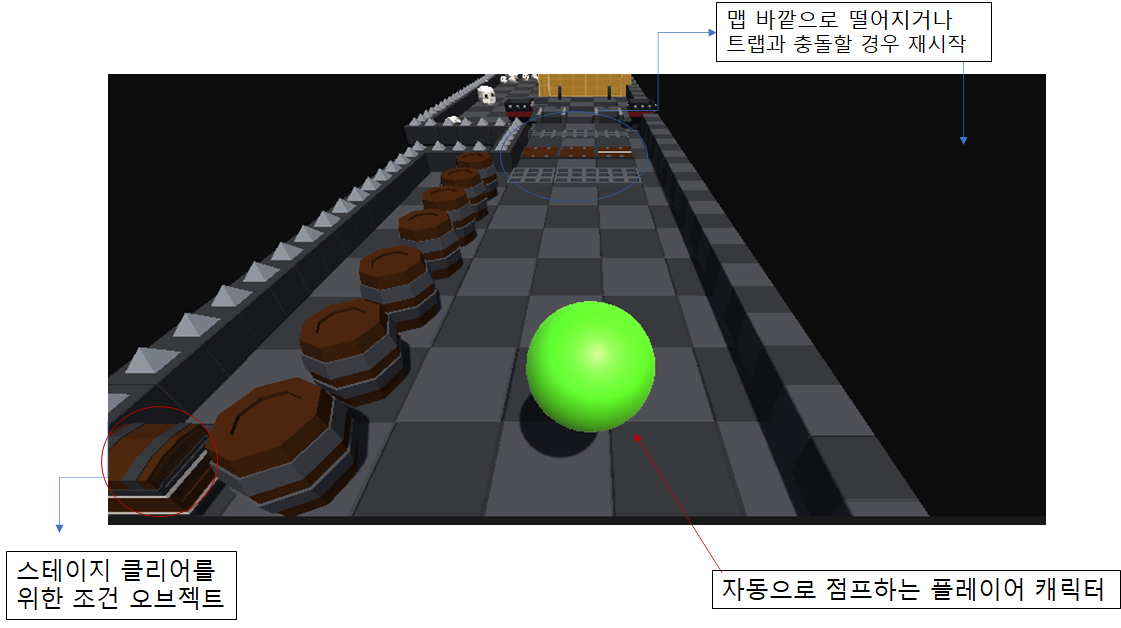 맵 바깥으로 떨어지거나
트랩과 충돌할 경우 재시작
스테이지 클리어를
위한 조건 오브젝트
자동으로 점프하는 플레이어 캐릭터